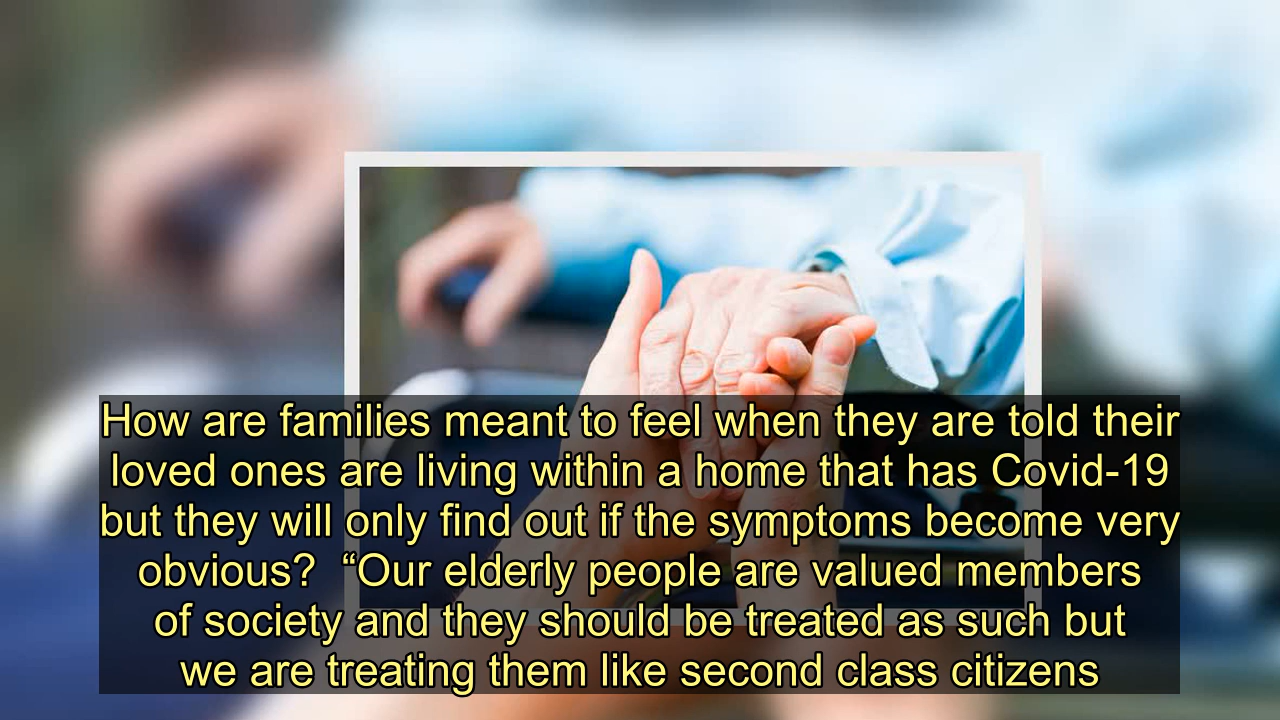 How are families meant to feel when they are told their
loved ones are living within a home that has Covid-19
but they will only find out if the symptoms become very
obvious?  “Our elderly people are valued members
of society and they should be treated as such but
we are treating them like second class citizens